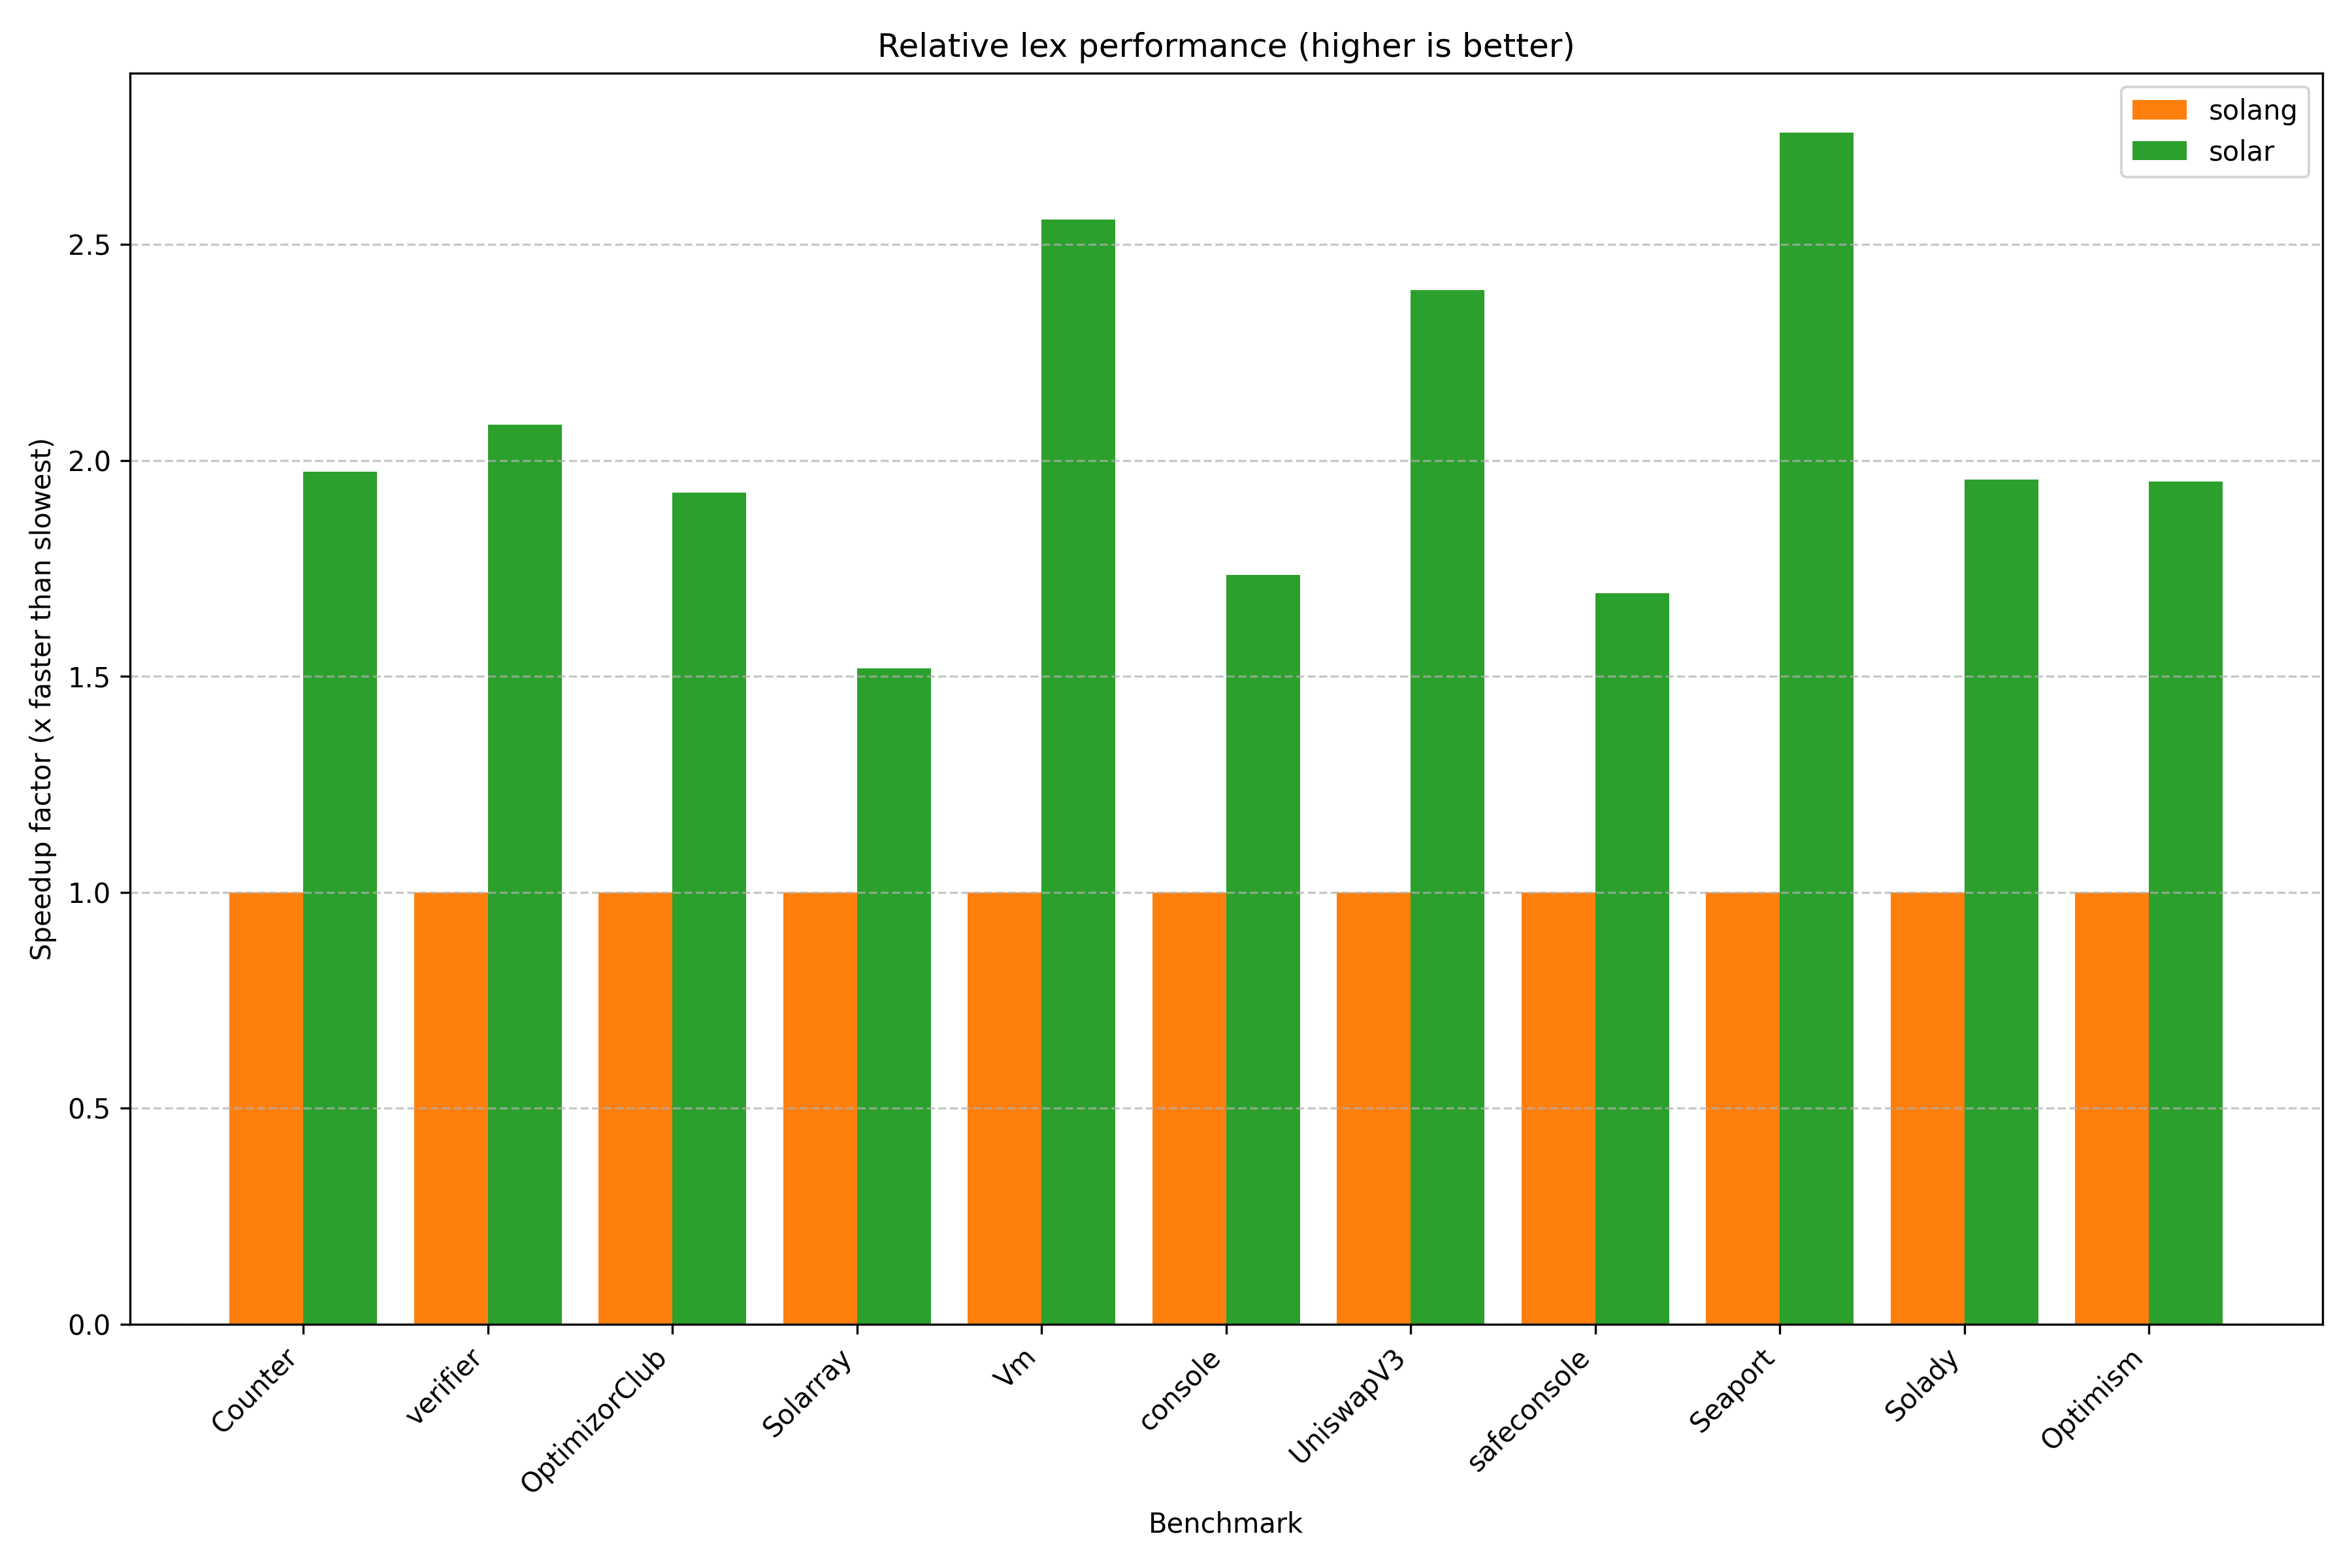 Relative lex performance (higher is better)
solang
solar
Speedup factor (x faster than slowest)
2.5
2.0
1.5
1.0
0.5
0.0
Counter
verifier
OptimizorClub
Solarray
Vm
console
UniswapV3
safeconsole
Seaport
Solady
Optimism
Benchmark